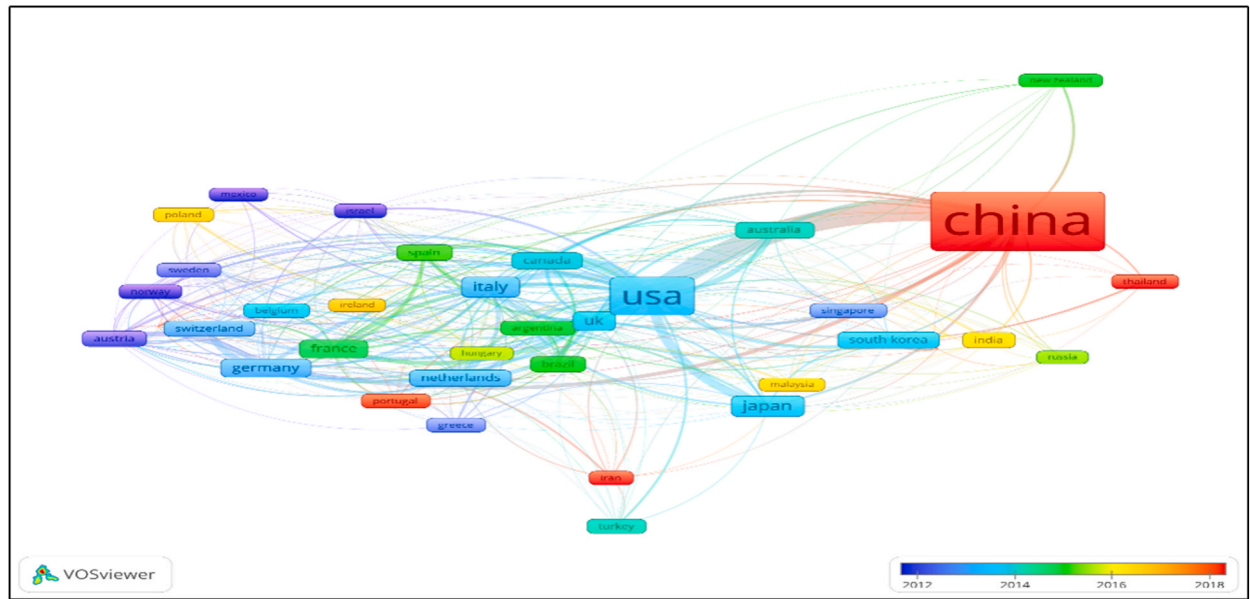 new zealand
mexico
poland
israel
china
australia
spain
canada
sweden
thailand
norway
italy
usa
belgium
ireland
singapore
switzerland
argentina
uk
austria
south korea
india
france
hungary
russia
germany
brazil
netherlands
malaysia
portugal
japan
greece
iran
turkey
VOSviewer
2012 2014 2016 2018